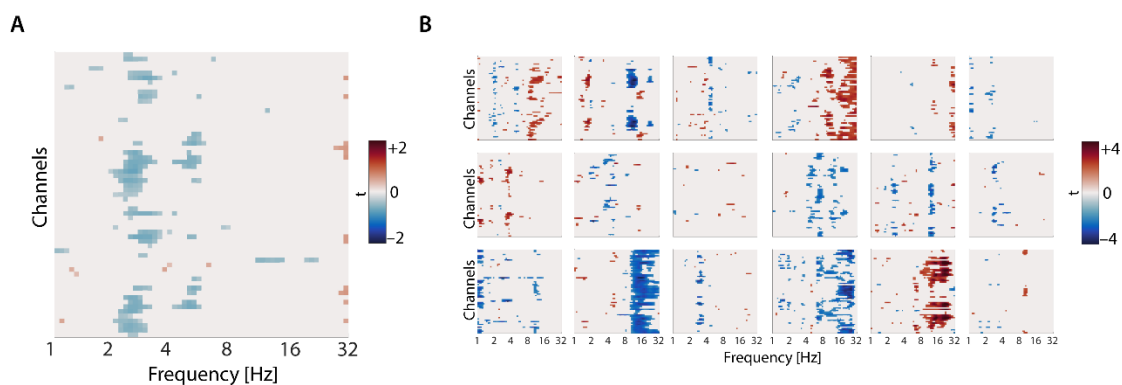 A
B
Channels
+2
0
−2
t
1 2 4 8 16 32
Frequency [Hz]
Channels
Channels
Channels
1 2 4 8 16 32 1 2 4 8 16 32 1 2 4 8 16 32 1 2 4 8 16 32 1 2 4 8 16 32 1 2 4 8 16 32
Frequency [Hz]
+4
0
−4
t